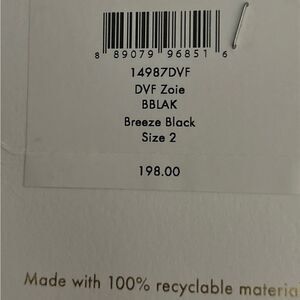 8 89079 96851 6
14987DVF
DVF Zoie
BBLAK
Breeze Black
Size 2
198.00
Made with 100% recyclable materia